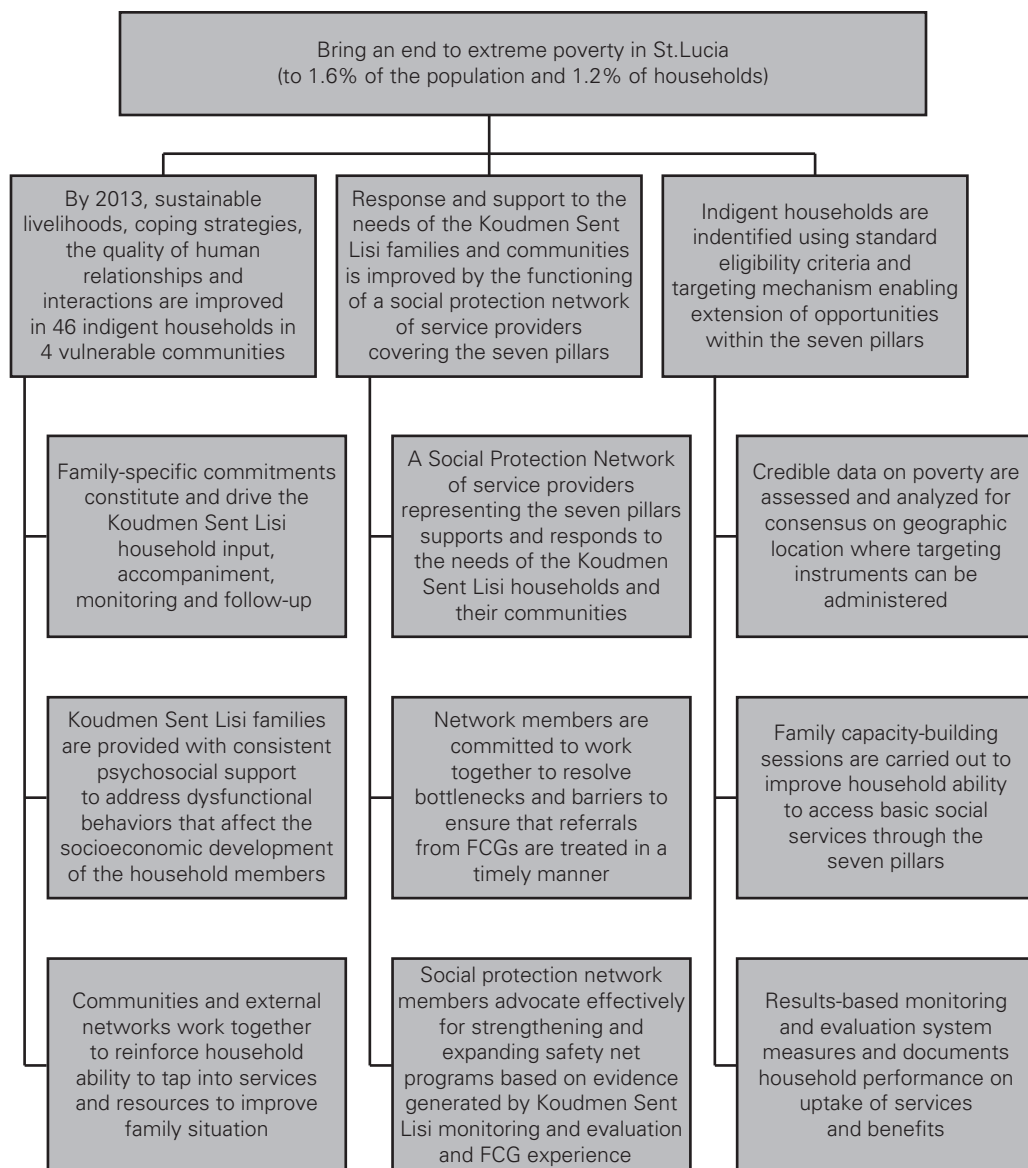 Bring an end to extreme poverty in St.Lucia
(to 1.6% of the population and 1.2% of households)
By 2013, sustainable
livelihoods, coping strategies,
the quality of human
relationships and
interactions are improved
in 46 indigent households in
4 vulnerable communities
Response and support to the
needs of the Koudmen Sent
Lisi families and communities
is improved by the functioning
of a social protection network
of service providers
covering the seven pillars
Indigent households are
indentified using standard
eligibility criteria and
targeting mechanism enabling
extension of opportunities
within the seven pillars
Family-specific commitments
constitute and drive the
Koudmen Sent Lisi
household input,
accompaniment,
monitoring and follow-up
A Social Protection Network
of service providers
representing the seven pillars
supports and responds to
the needs of the Koudmen
Sent Lisi households and
their communities
Credible data on poverty are
assessed and analyzed for
consensus on geographic
location where targeting
instruments can be
administered
Koudmen Sent Lisi families
are provided with consistent
psychosocial support
to address dysfunctional
behaviors that affect the
socioeconomic development
of the household members
Network members are
committed to work
together to resolve
bottlenecks and barriers to
ensure that referrals
from FCGs are treated in a
timely manner
Family capacity-building
sessions are carried out to
improve household ability
to access basic social
services through the
seven pillars
Communities and external
networks work together
to reinforce household
ability to tap into services
and resources to improve
family situation
Social protection network
members advocate effectively
for strengthening and
expanding safety net
programs based on evidence
generated by Koudmen Sent
Lisi monitoring and evaluation
and FCG experience
Results-based monitoring
and evaluation system
measures and documents
household performance on
uptake of services
and benefits